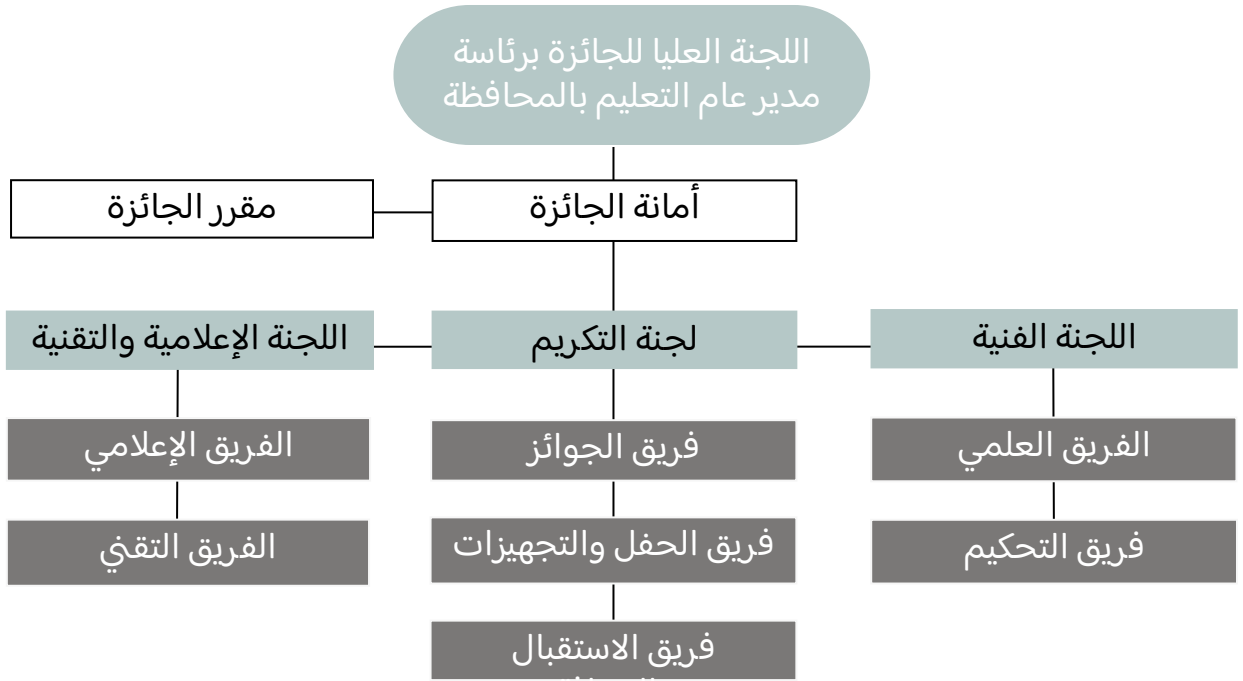 اللجنة العليا للجائزة برئاسة
مدير عام التعليم بالمحافظة
أمانة الجائزة
مقرر الجائزة
اللجنة الفنية
لجنة التكريم
اللجنة الإعلامية والتقنية
الفريق العلمي
فريق الجوائز
الفريق الإعلامي
فريق التحكيم
فريق الحفل والتجهيزات
الفريق التقني
فريق الاستقبال